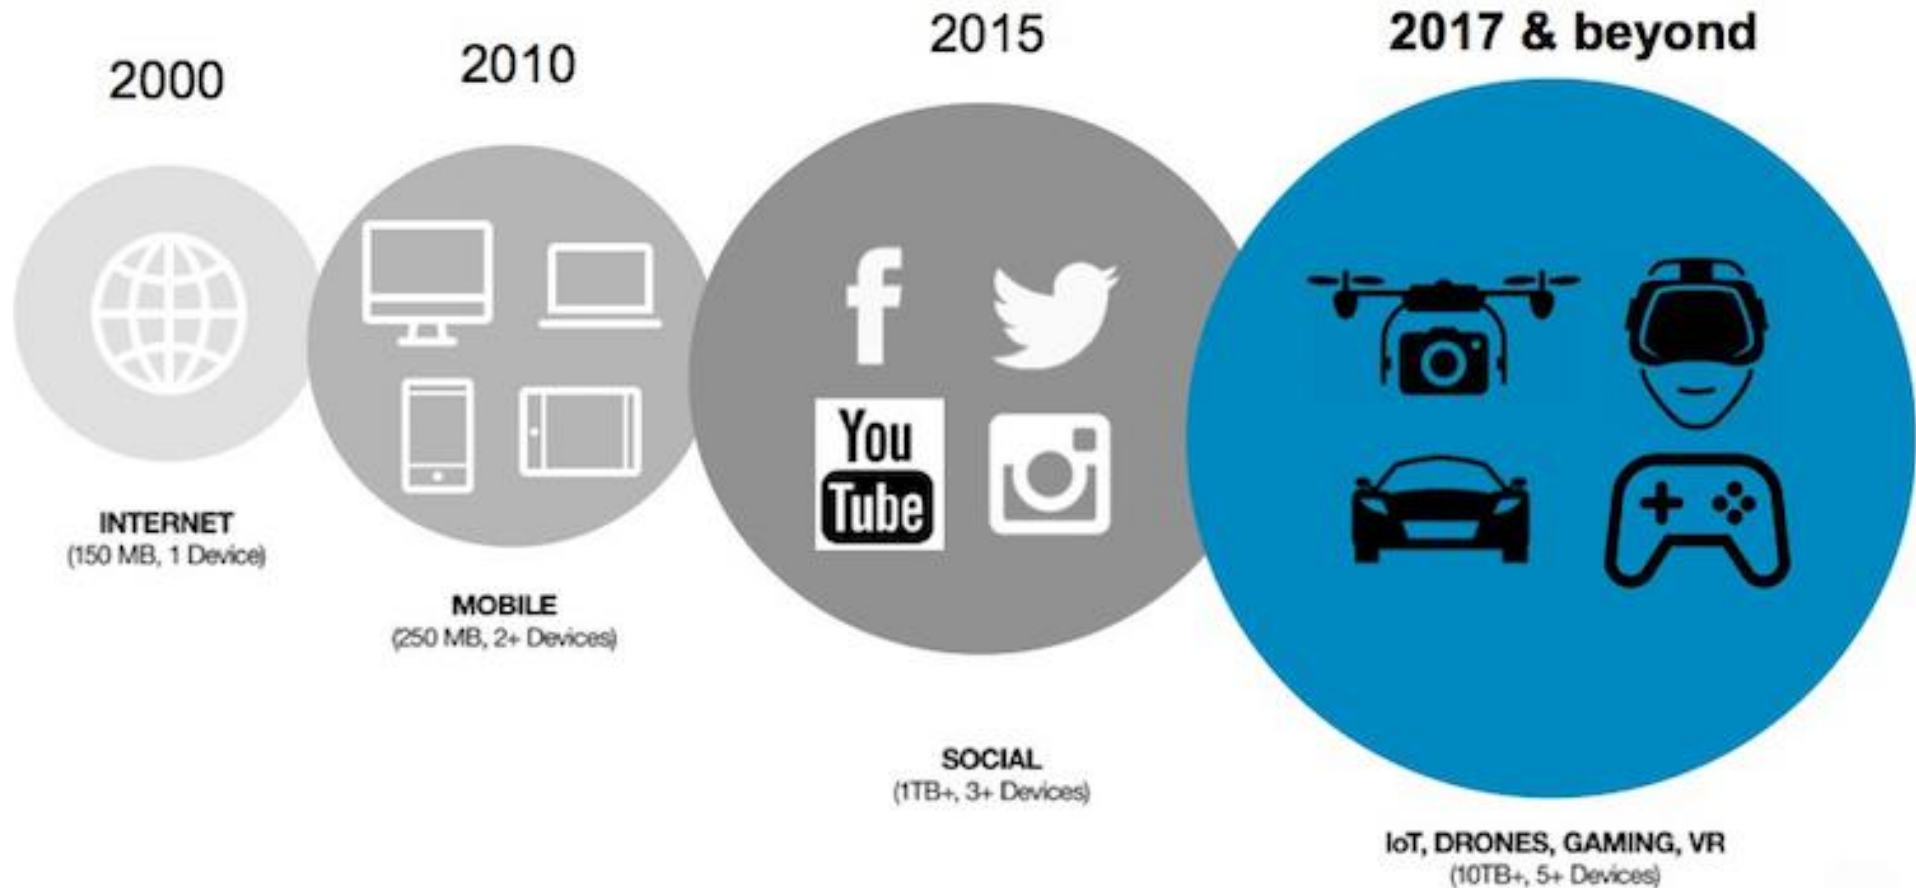 2000
INTERNET
(150 MB, 1 Device)
2010
MOBILE
(250 MB, 2+ Devices)
2015
f
You
Tube
SOCIAL
(1TB+, 3+ Devices)
2017 & beyond
IoT, DRONES, GAMING, VR
(10TB+, 5+ Devices)